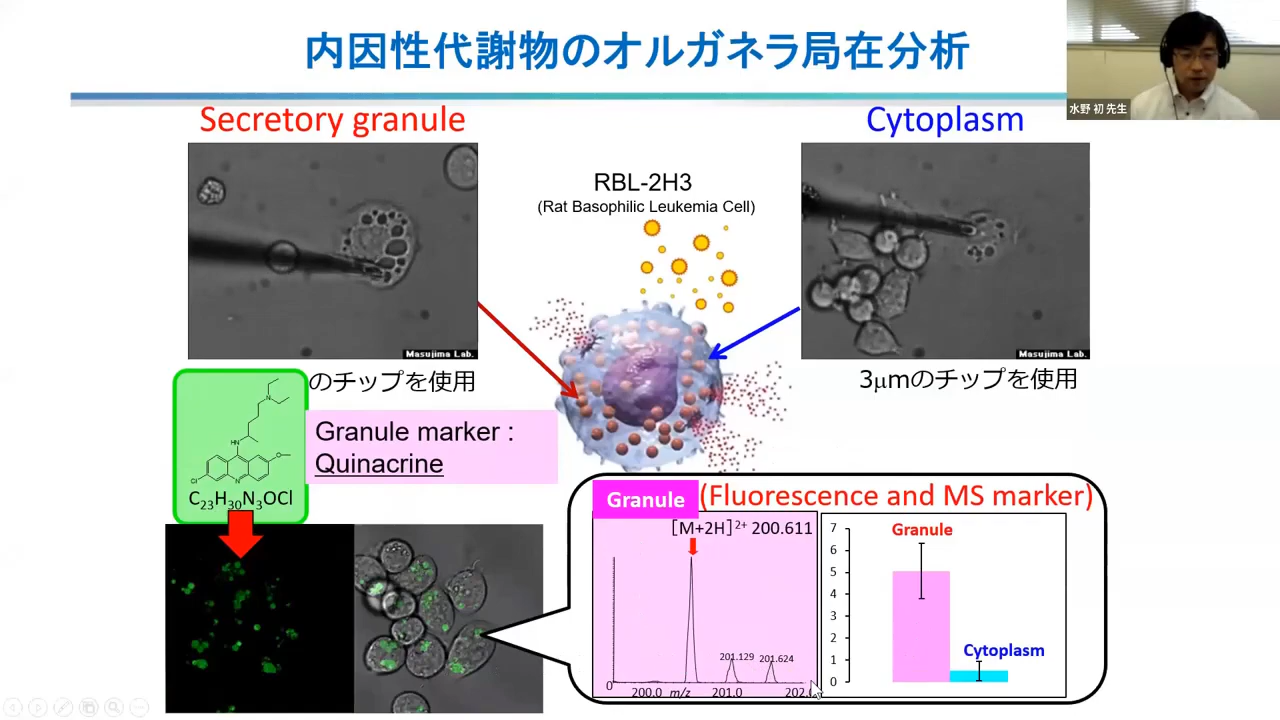 内因性代謝物のオルガネラ局在分析
水野 初 先生
Secretory granule
Cytoplasm
RBL-2H3
(Rat Basophilic Leukemia Cell)
Masujima Lab.
Masujima Lab.
のチップを使用
3μmのチップを使用
Granule marker :
Quinacrine
N
HN
O
Cl
N
C23H30N3OCl
Granule
(Fluorescence and MS marker)
[M+2H]2+ 200.611
201.129
201.624
0
200.0
m/z
201.0
202.0
7
6
5
4
3
2
1
0
Granule
Cytoplasm